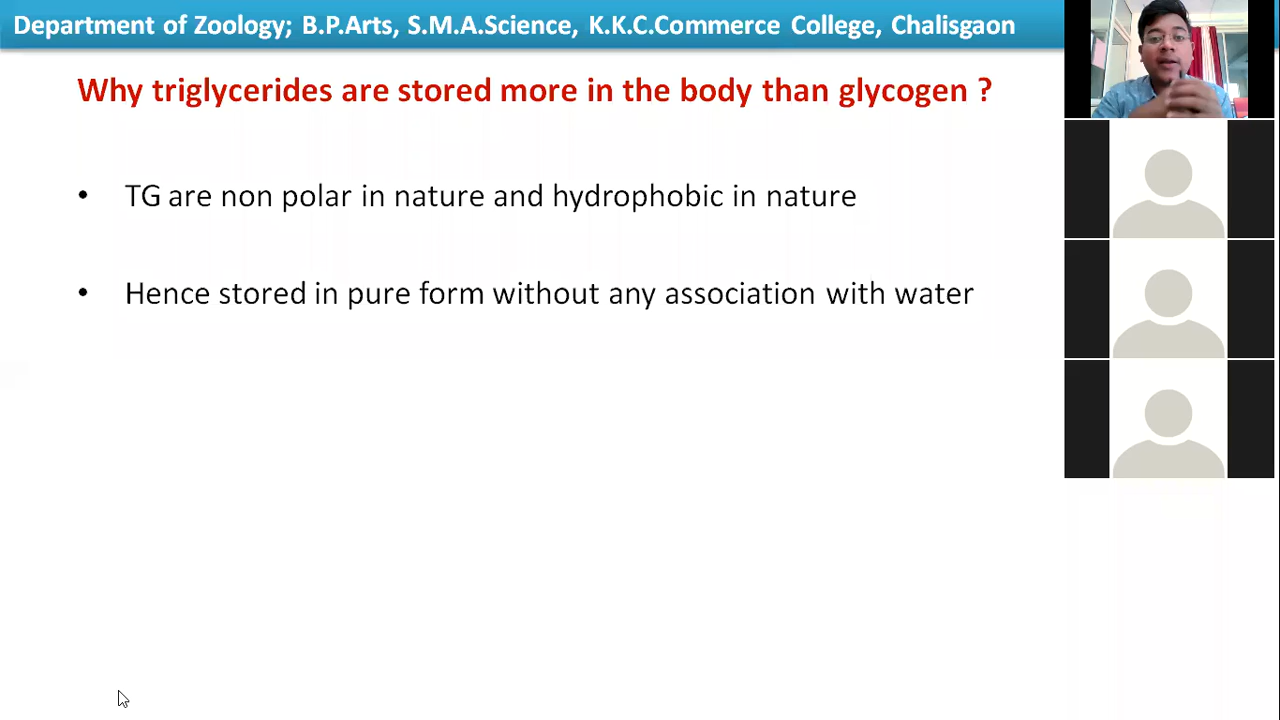 Department of Zoology; B.P.Arts, S.M.A.Science, K.K.C.Commerce College, Chalisgaon
Why triglycerides are stored more in the body than glycogen ?
• TG are non polar in nature and hydrophobic in nature
• Hence stored in pure form without any association with water